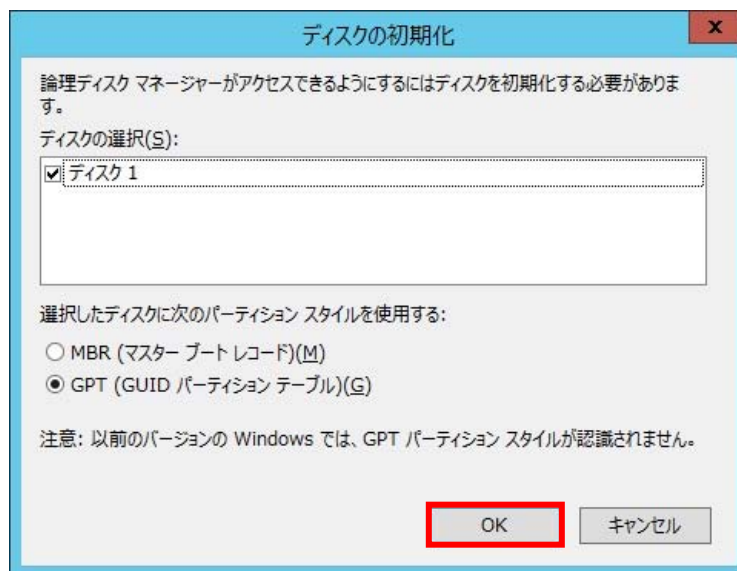 ディスクの初期化
x
論理ディスク マネージャーがアクセスできるようにするにはディスクを初期化する必要がありま
す。
ディスクの選択(S):
ディスク 1
選択したディスクに次のパーティション スタイルを使用する:
MBR (マスター ブート レコード)(M)
GPT (GUID パーティション テーブル)(G)
注意: 以前のバージョンの Windows では、GPT パーティション スタイルが認識されません。
OK キャンセル